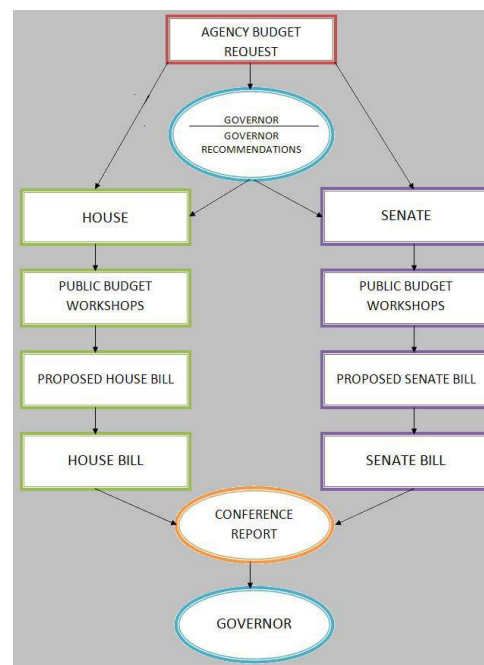 AGENCY BUDGET
REQUEST
GOVERNOR
GOVERNOR
RECOMMENDATIONS
HOUSE
SENATE
PUBLIC BUDGET
WORKSHOPS
PUBLIC BUDGET
WORKSHOPS
PROPOSED HOUSE BILL
PROPOSED SENATE BILL
HOUSE BILL
SENATE BILL
CONFERENCE
REPORT
GOVERNOR